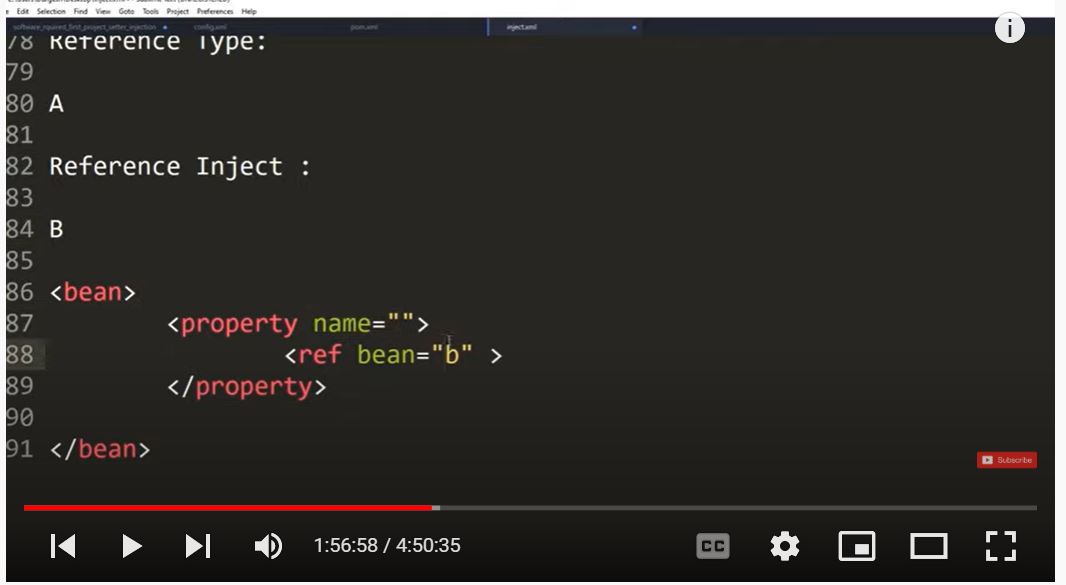 Edit Selection Find View Goto Tools Project Preferences Help
software_rquired_first_project_setter_injection config.xml pom.xml inject.xml
78 Reference Type:
79
80 A
81
82 Reference Inject :
83
84 B
85
86 <bean>
87 <property name="">
88 <ref bean="b" >
89 </property>
90
91 </bean>
Subscribe
1:56:58 / 4:50:35
CC